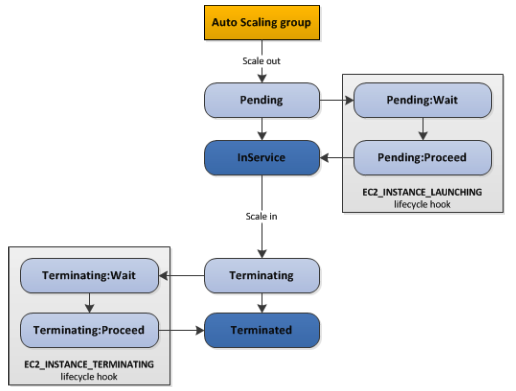 Auto Scaling group
Scale out
Pending
Pending:Wait
InService
Pending:Proceed
EC2_INSTANCE_LAUNCHING
lifecycle hook
Scale in
Terminating:Wait
Terminating
Terminating:Proceed
Terminated
EC2_INSTANCE_TERMINATING
lifecycle hook